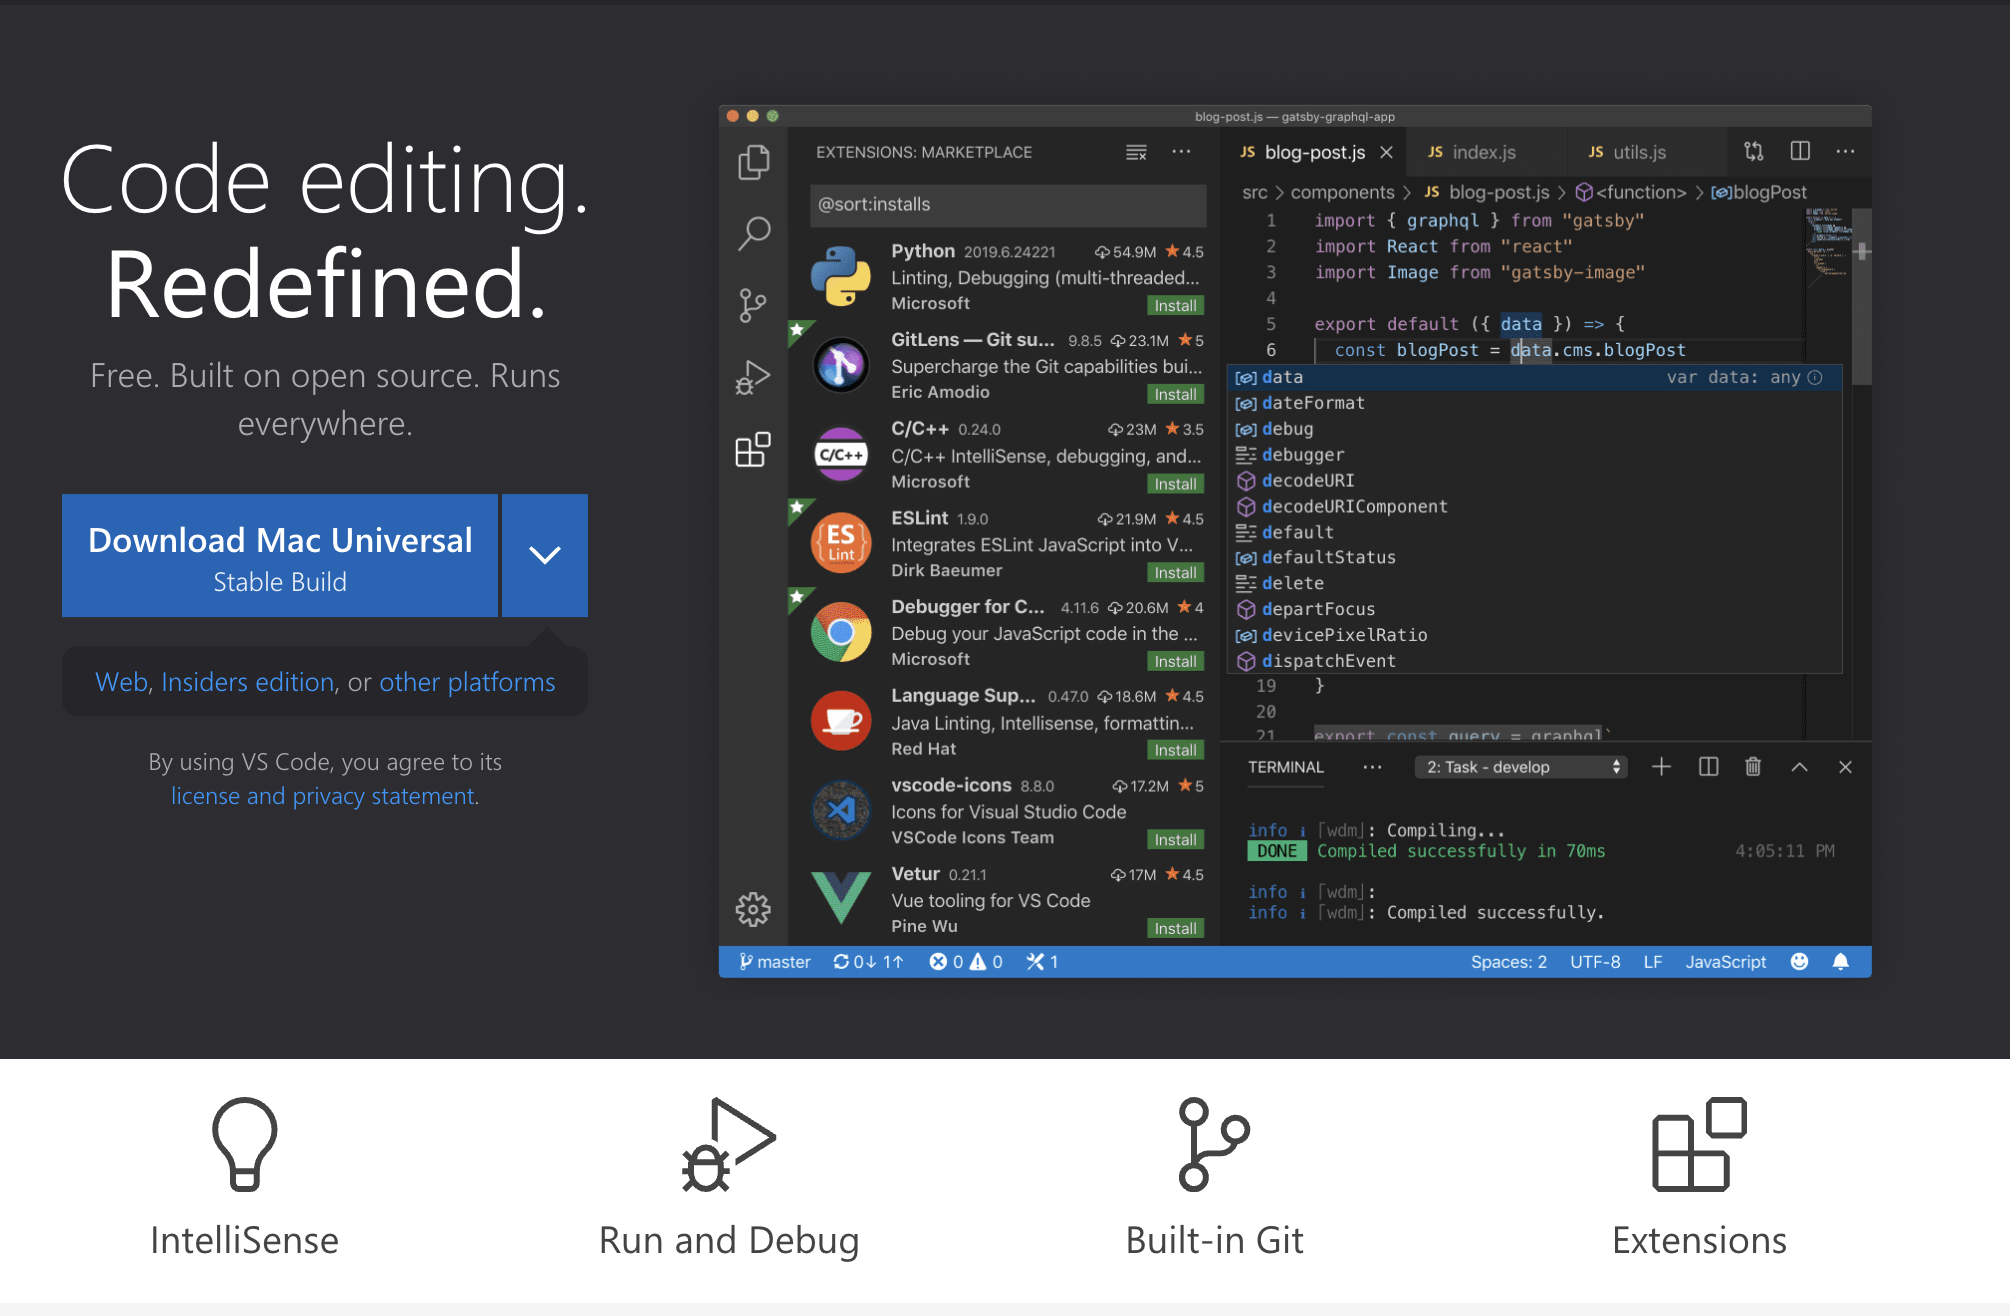 Code editing.
Redefined.
Free. Built on open source. Runs
everywhere.
Download Mac Universal
Stable Build
Web, Insiders edition, or other platforms
By using VS Code, you agree to its
license and privacy statement.
blog-post.js — gatsby-graphql-app
EXTENSIONS: MARKETPLACE
@sort:installs
Python 2019.6.24221 54.9M 4.5
Linting, Debugging (multi-threaded...
Microsoft Install
GitLens — Git su... 9.8.5 23.1M 5
Supercharge the Git capabilities bui...
Eric Amodio Install
C/C++
C/C++ 0.24.0 23M 3.5
C/C++ IntelliSense, debugging, and...
Microsoft Install
ES
Lint
ESLint 1.9.0 21.9M 4.5
Integrates ESLint JavaScript into V...
Dirk Baeumer Install
Debugger for C... 4.11.6 20.6M 4
Debug your JavaScript code in the ...
Microsoft Install
Language Sup... 0.47.0 18.6M 4.5
Java Linting, Intellisense, formattin...
Red Hat Install
vscode-icons 8.8.0 17.2M 5
Icons for Visual Studio Code
VSCode Icons Team Install
Vetur 0.21.1 17M 4.5
Vue tooling for VS Code
Pine Wu Install
JS blog-post.js JS index.js JS utils.js
src > components > JS blog-post.js > <function> > blogPost
1 import { graphql } from "gatsby"
2 import React from "react"
3 import Image from "gatsby-image"
4
5 export default ({ data }) => {
6 const blogPost = data.cms.blogPost
data var data: any
dateFormat
debug
debugger
decodeURI
decodeURIComponent
default
defaultStatus
delete
departFocus
devicePixelRatio
dispatchEvent
19 }
20
21 export const query = graphql`
TERMINAL ... 2: Task - develop
info i ｢wdm｣: Compiling...
DONE Compiled successfully in 70ms 4:05:11 PM
info i ｢wdm｣:
info i ｢wdm｣: Compiled successfully.
master 0↓ 1↑ 0 0 1 Spaces: 2 UTF-8 LF JavaScript
IntelliSense
Run and Debug
Built-in Git
Extensions